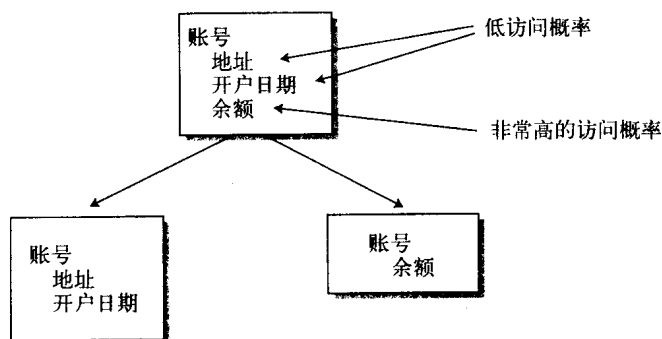 账号
地址
开户日期
余额
低访问概率
非常高的访问概率
账号
地址
开户日期
账号
余额